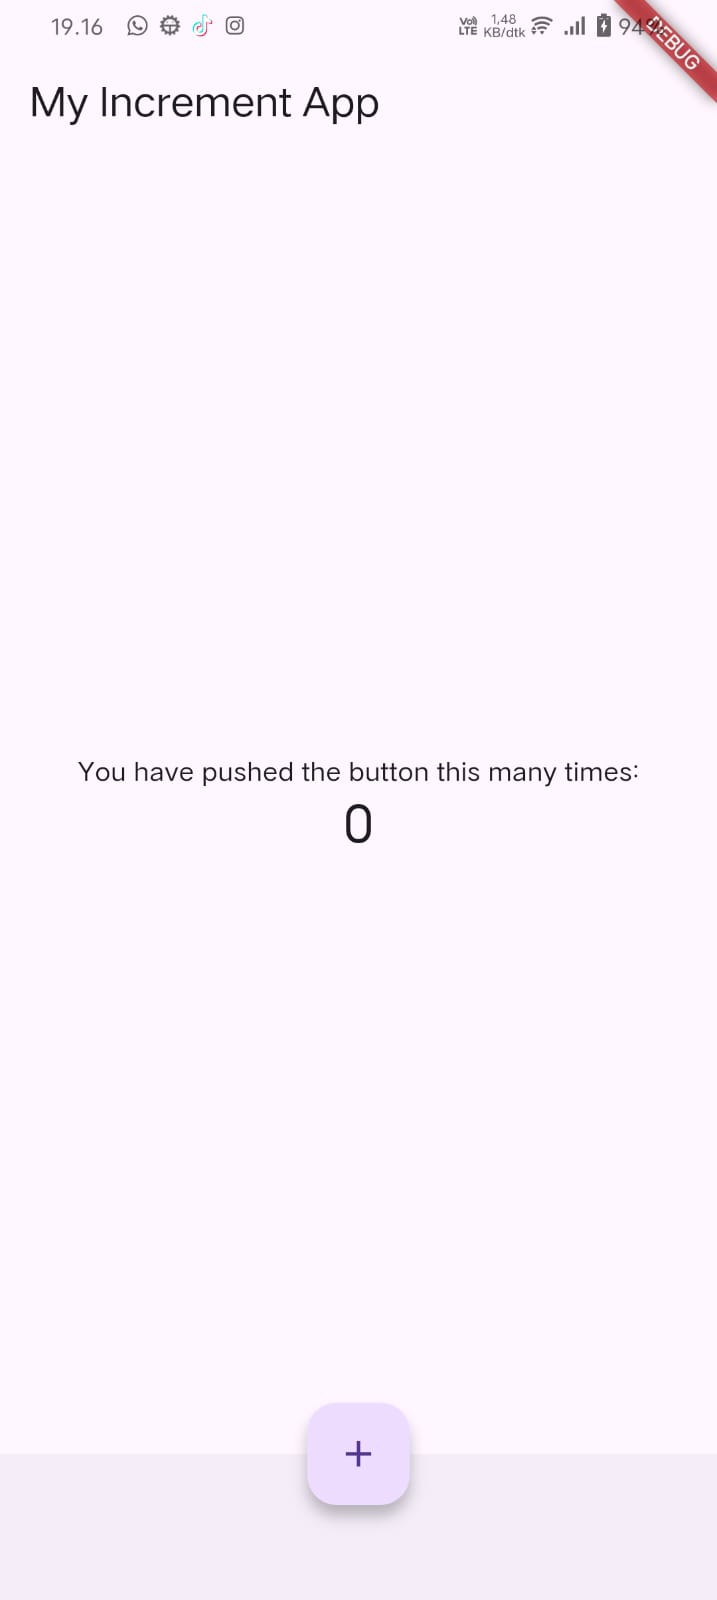 19.16
Vo)) 1,48
LTE KB/dtk
94%
DEBUG
My Increment App
You have pushed the button this many times:
0
+